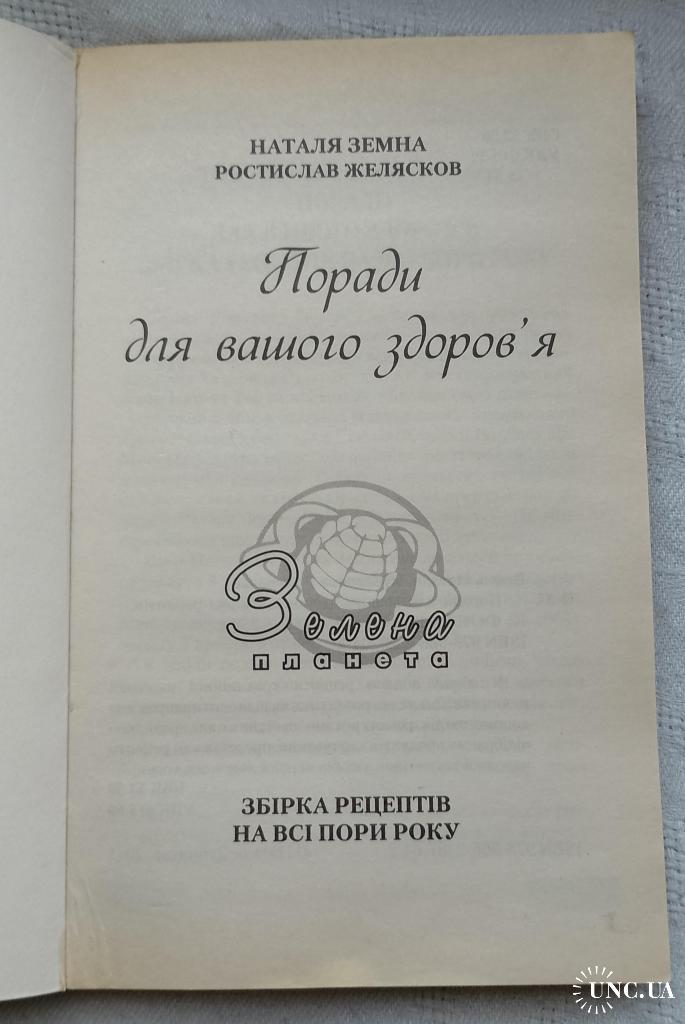 НАТАЛЯ ЗЕМНА
РОСТИСЛАВ ЖЕЛЯСКОВ
Поради
для вашого здоров'я
Зелена
планета
ЗБІРКА РЕЦЕПТІВ
НА ВСІ ПОРИ РОКУ
UNC.UA